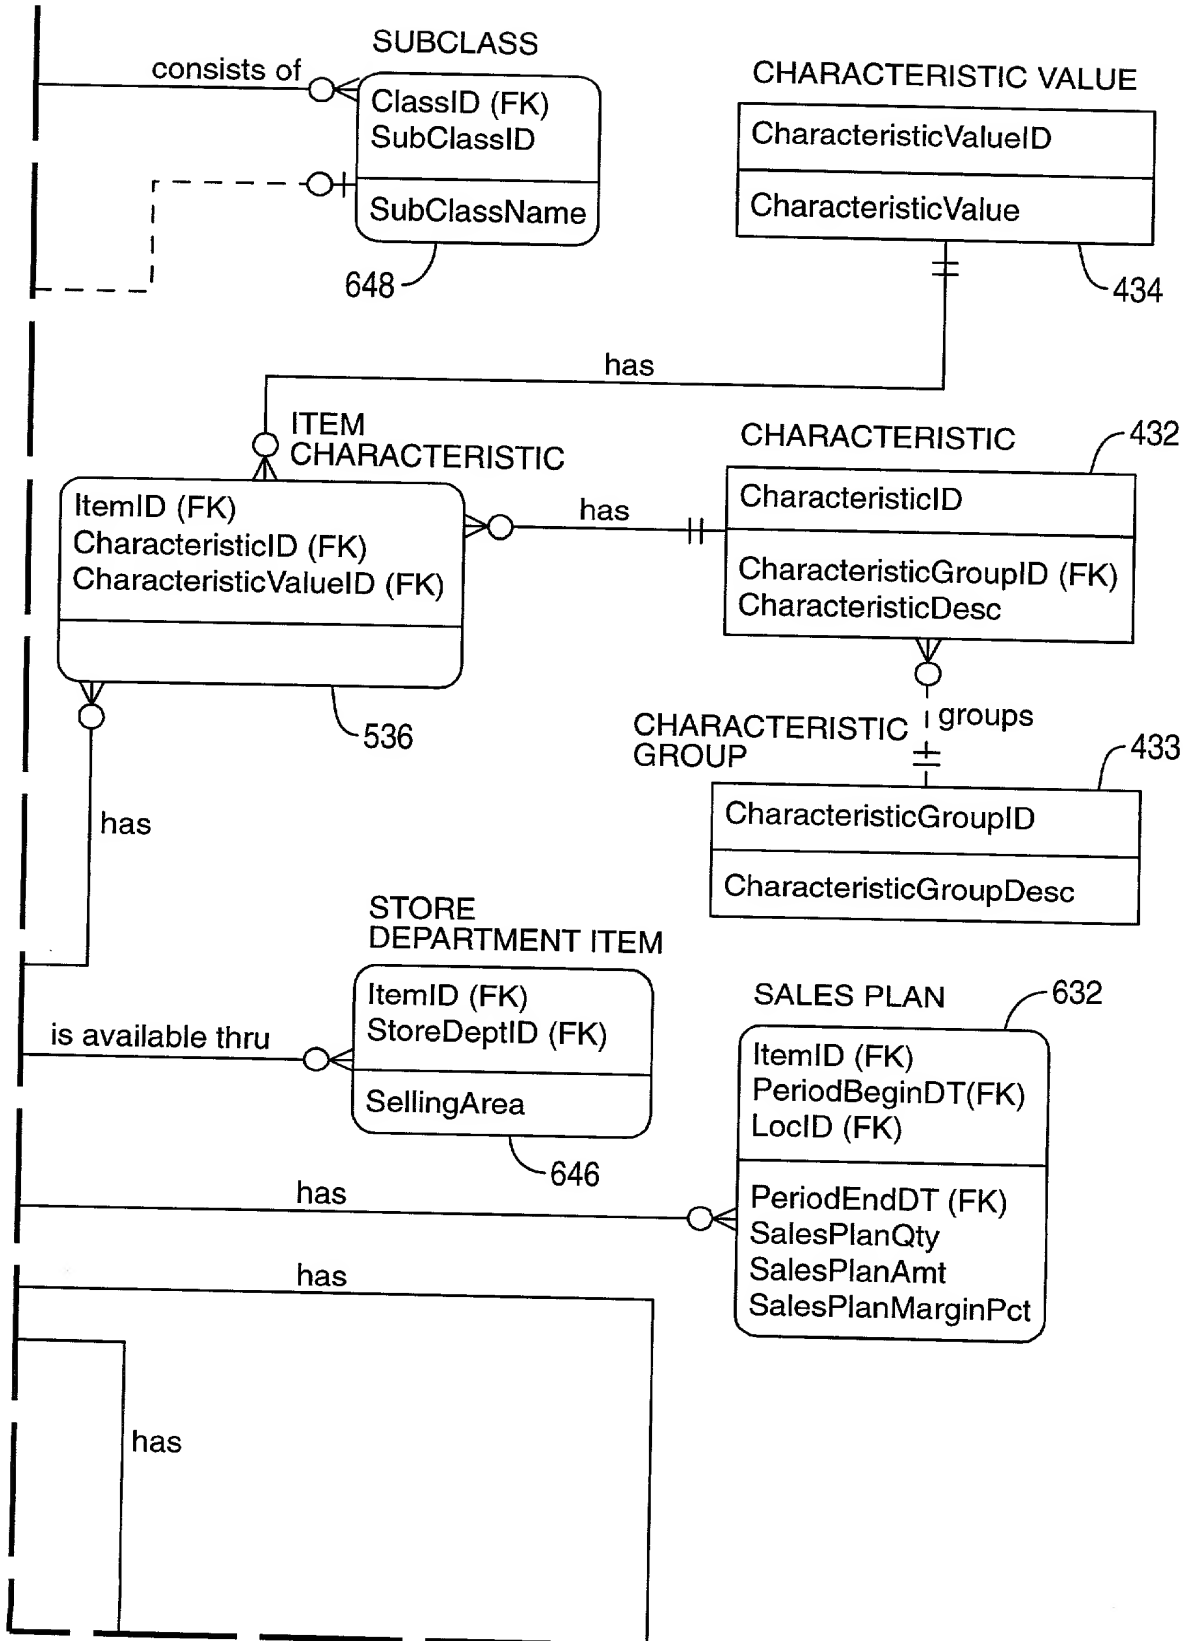 SUBCLASS
consists of
ClassID (FK)
SubClassID
SubClassName
648
CHARACTERISTIC VALUE
CharacteristicValueID
CharacteristicValue
434
has
ITEM
CHARACTERISTIC
ItemID (FK)
CharacteristicID (FK)
CharacteristicValueID (FK)
536
has
CHARACTERISTIC
432
CharacteristicID
CharacteristicGroupID (FK)
CharacteristicDesc
groups
CHARACTERISTIC
GROUP
433
CharacteristicGroupID
CharacteristicGroupDesc
has
STORE
DEPARTMENT ITEM
is available thru
ItemID (FK)
StoreDeptID (FK)
SellingArea
646
SALES PLAN
632
ItemID (FK)
PeriodBeginDT(FK)
LocID (FK)
PeriodEndDT (FK)
SalesPlanQty
SalesPlanAmt
SalesPlanMarginPct
has
has
has